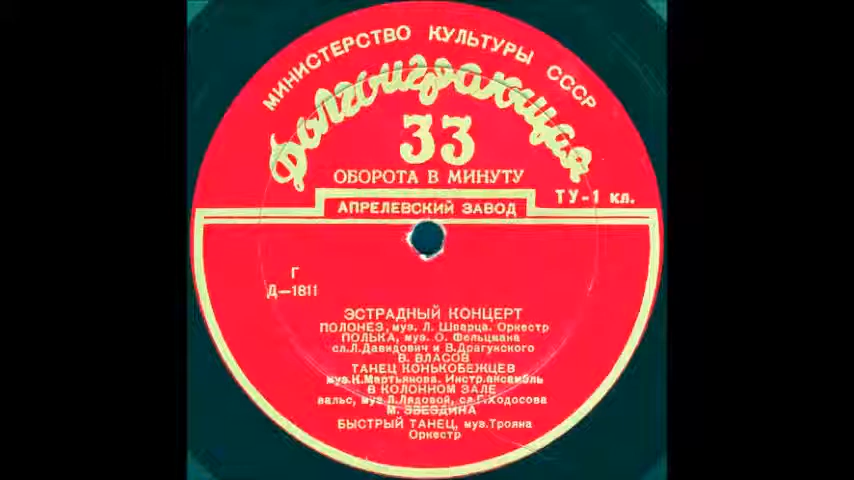 МИНИСТЕРСТВО КУЛЬТУРЫ СССР
Долгоиграющая
33
ОБОРОТА В МИНУТУ
ТУ-1 кл.
АПРЕЛЕВСКИЙ ЗАВОД
Г
Д—1811
ЭСТРАДНЫЙ КОНЦЕРТ
ПОЛОНЕЗ, муз. Л. Шварца. Оркестр
ПОЛЬКА, муз. О. Фельцмана
сл. Л. Давидович и В. Драгунского
В. ВЛАСОВ
ТАНЕЦ КОНЬКОБЕЖЦЕВ
муз. К. Мартьянова. Инстр. ансамбль
В КОЛОННОМ ЗАЛЕ
вальс, муз. Л. Лядовой, сл. Г. Ходосова
М. ЗВЕЗДИНА
БЫСТРЫЙ ТАНЕЦ, муз. Трояна
Оркестр